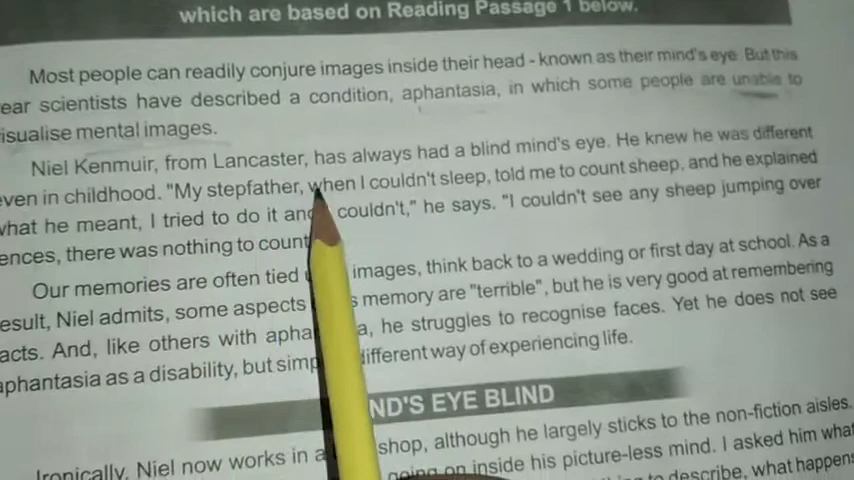 which are based on Reading Passage 1 below.
Most people can readily conjure images inside their head - known as their mind's eye. But this
ear scientists have described a condition, aphantasia, in which some people are unable to
isualise mental images.
Niel Kenmuir, from Lancaster, has always had a blind mind's eye. He knew he was different
even in childhood. "My stepfather, when I couldn't sleep, told me to count sheep, and he explained
what he meant, I tried to do it and couldn't," he says. "I couldn't see any sheep jumping over
ences, there was nothing to count
Our memories are often tied images, think back to a wedding or first day at school. As a
esult, Niel admits, some aspects s memory are "terrible", but he is very good at remembering
acts. And, like others with apha a, he struggles to recognise faces. Yet he does not see
aphantasia as a disability, but simp different way of experiencing life.
ND'S EYE BLIND
Ironically, Niel now works in a shop, although he largely sticks to the non-fiction aisles.
going on inside his picture-less mind. I asked him what
to describe, what happens